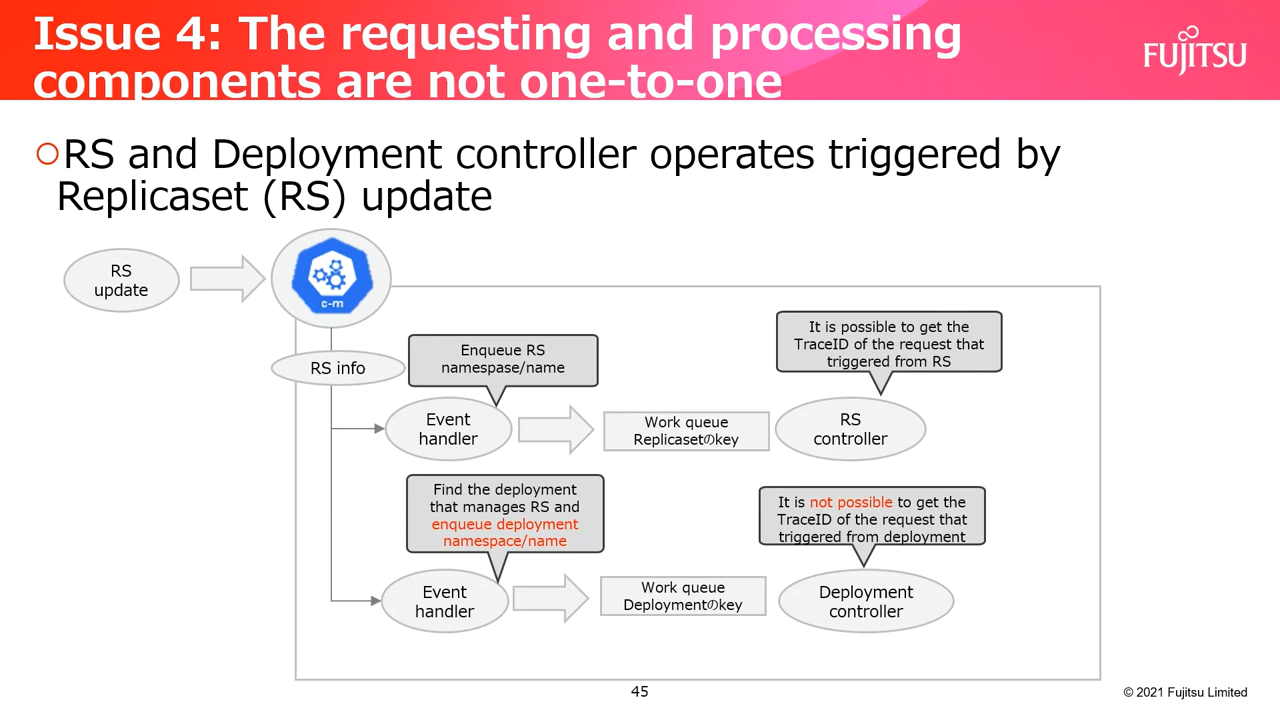 Issue 4: The requesting and processing
components are not one-to-one
FUJITSU
○RS and Deployment controller operates triggered by
Replicaset (RS) update
RS
update
c-m
RS info
Enqueue RS
namespase/name
It is possible to get the
TraceID of the request that
triggered from RS
Event
handler
Work queue
Replicasetのkey
RS
controller
Find the deployment
that manages RS and
enqueue deployment
namespace/name
It is not possible to get the
TraceID of the request that
triggered from deployment
Event
handler
Work queue
Deploymentのkey
Deployment
controller
45
© 2021 Fujitsu Limited